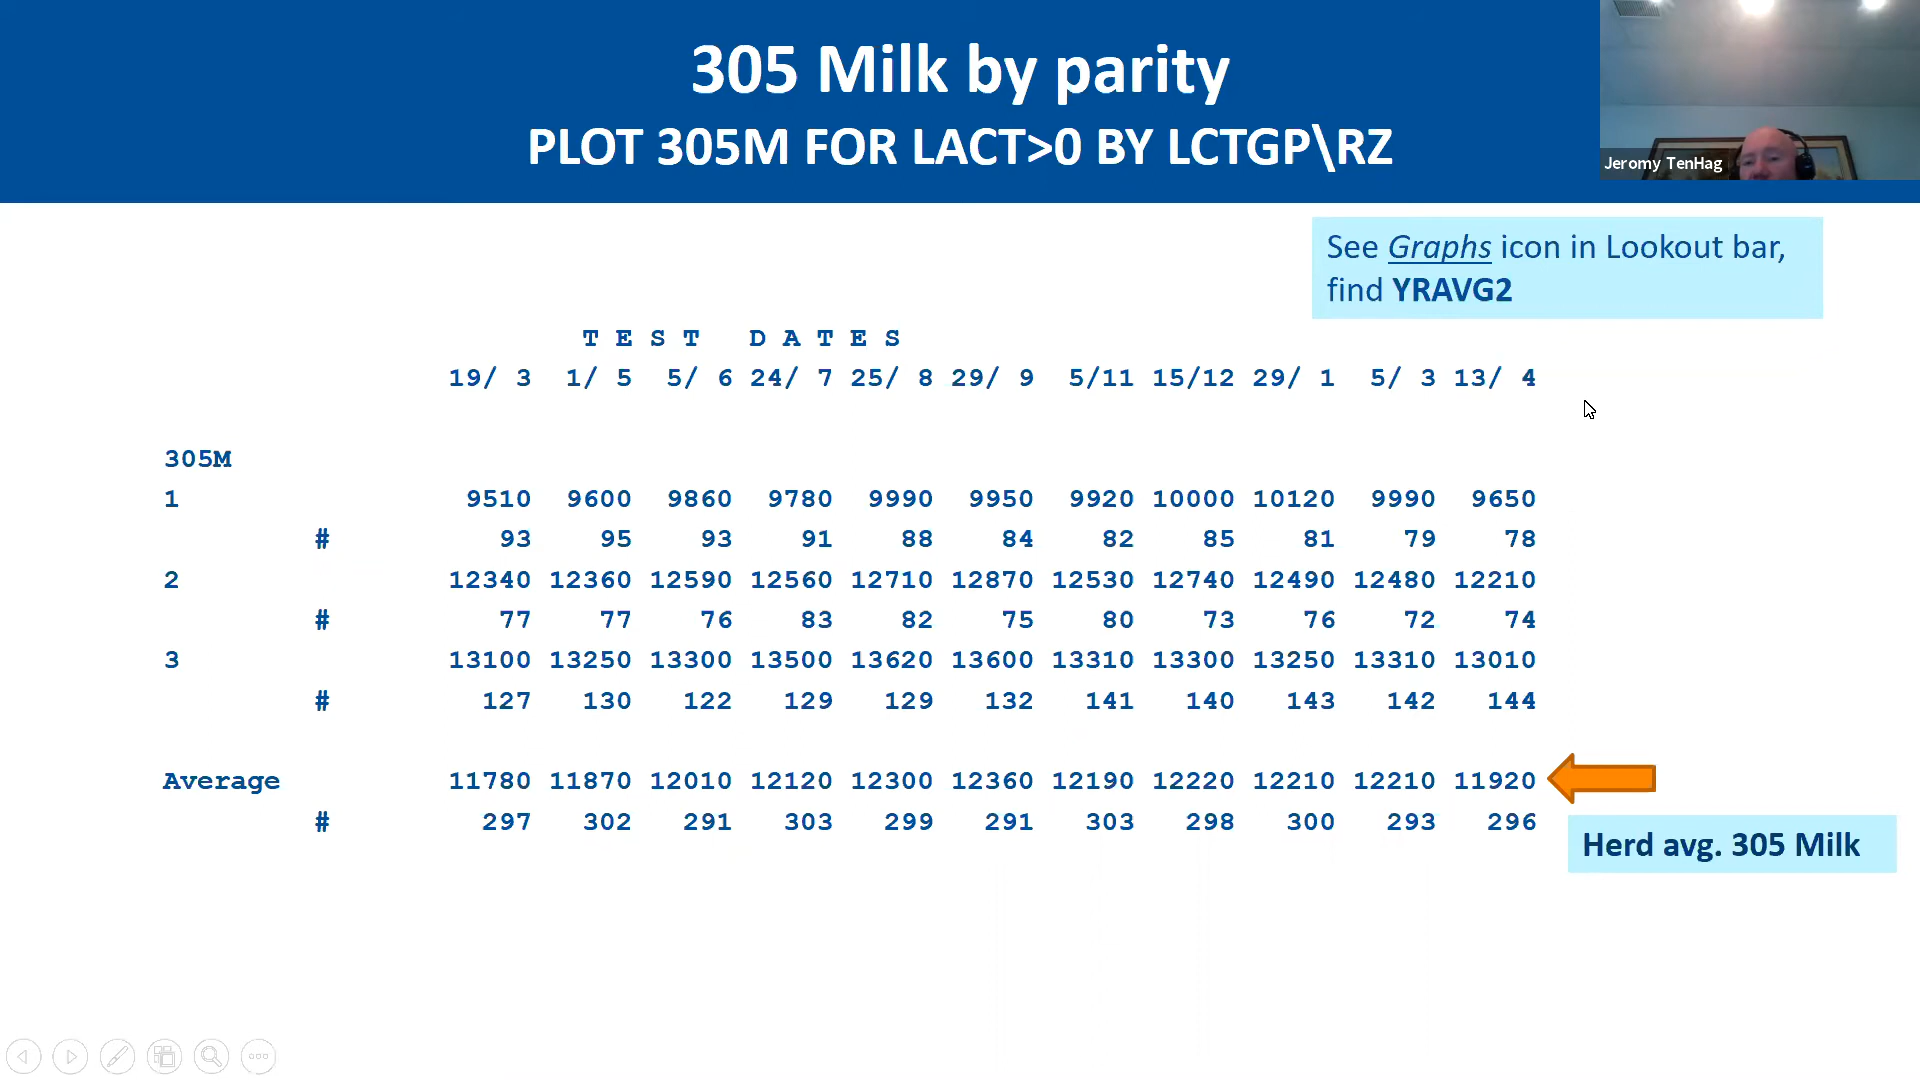 305 Milk by parity
PLOT 305M FOR LACT>0 BY LCTGP\RZ
Jeromy TenHag
See Graphs icon in Lookout bar,
find YRAVG2
T E S T D A T E S
19/ 3 1/ 5 5/ 6 24/ 7 25/ 8 29/ 9 5/11 15/12 29/ 1 5/ 3 13/ 4
305M
1 9510 9600 9860 9780 9990 9950 9920 10000 10120 9990 9650
# 93 95 93 91 88 84 82 85 81 79 78
2 12340 12360 12590 12560 12710 12870 12530 12740 12490 12480 12210
# 77 77 76 83 82 75 80 73 76 72 74
3 13100 13250 13300 13500 13620 13600 13310 13300 13250 13310 13010
# 127 130 122 129 129 132 141 140 143 142 144
Average 11780 11870 12010 12120 12300 12360 12190 12220 12210 12210 11920
# 297 302 291 303 299 291 303 298 300 293 296
Herd avg. 305 Milk